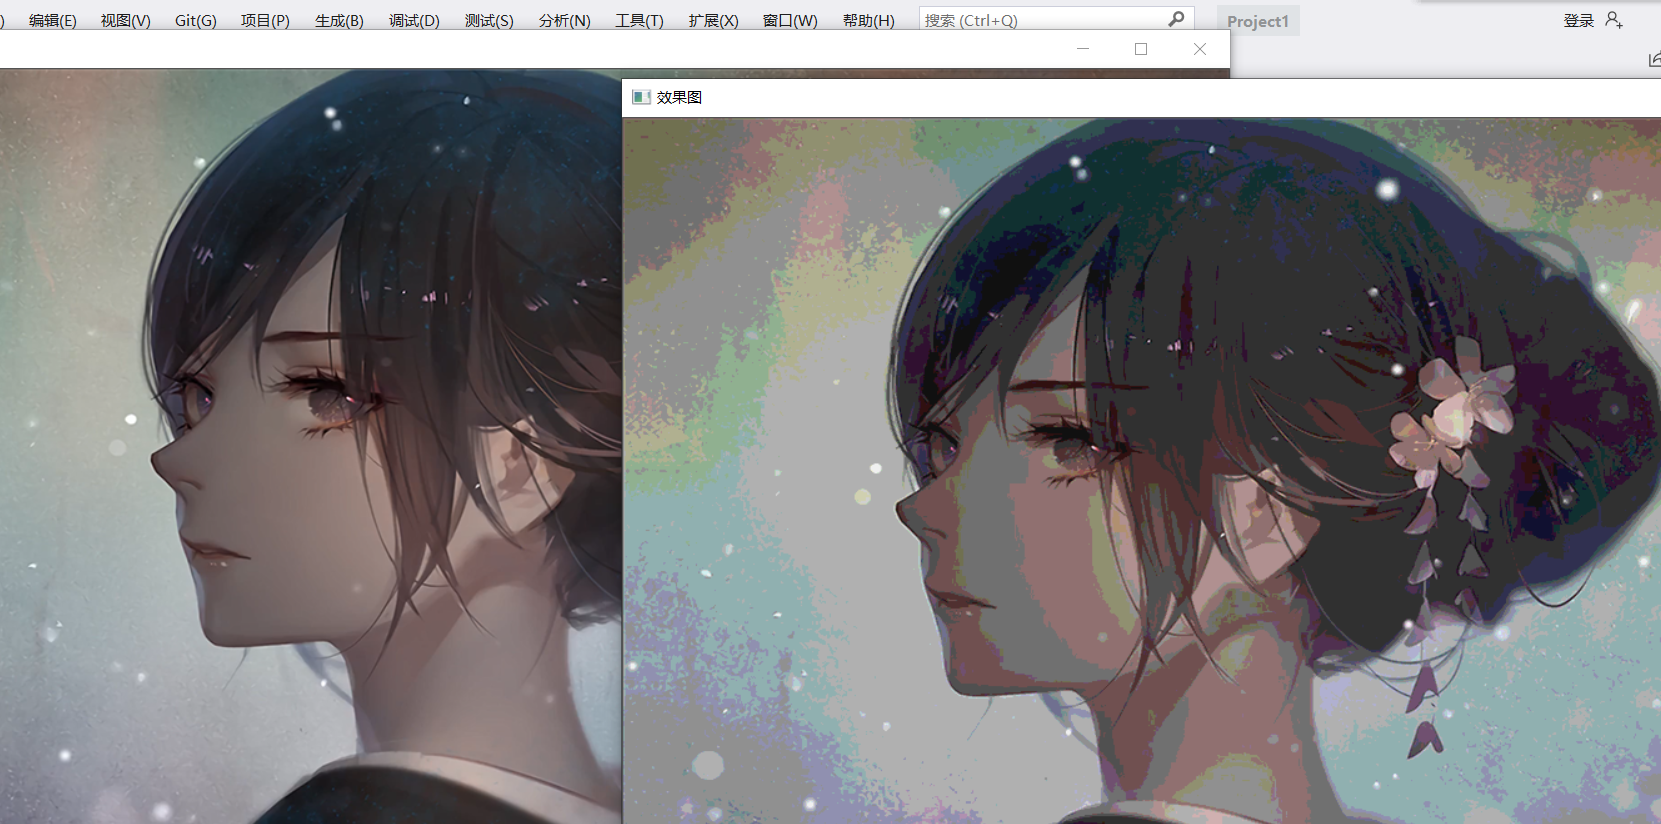 ) 编辑(E) 视图(V) Git(G) 项目(P) 生成(B) 调试(D) 测试(S) 分析(N) 工具(T) 扩展(X) 窗口(W) 帮助(H) 搜索 (Ctrl+Q) Project1 登录
效果图